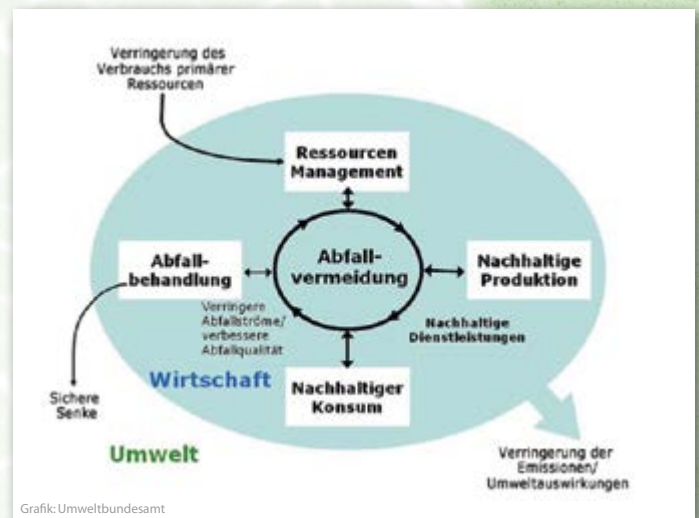 Verringerung des
Verbrauchs primärer
Ressourcen
Ressourcen
Management
Abfall-
behandlung
Abfall-
vermeidung
Nachhaltige
Produktion
Verringere
Abfallströme/
verbessere
Abfallqualität
Nachhaltige
Dienstleistungen
Wirtschaft
Nachhaltiger
Konsum
Sichere
Senke
Umwelt
Verringerung der
Emissionen/
Umweltauswirkungen
Grafik: Umweltbundesamt